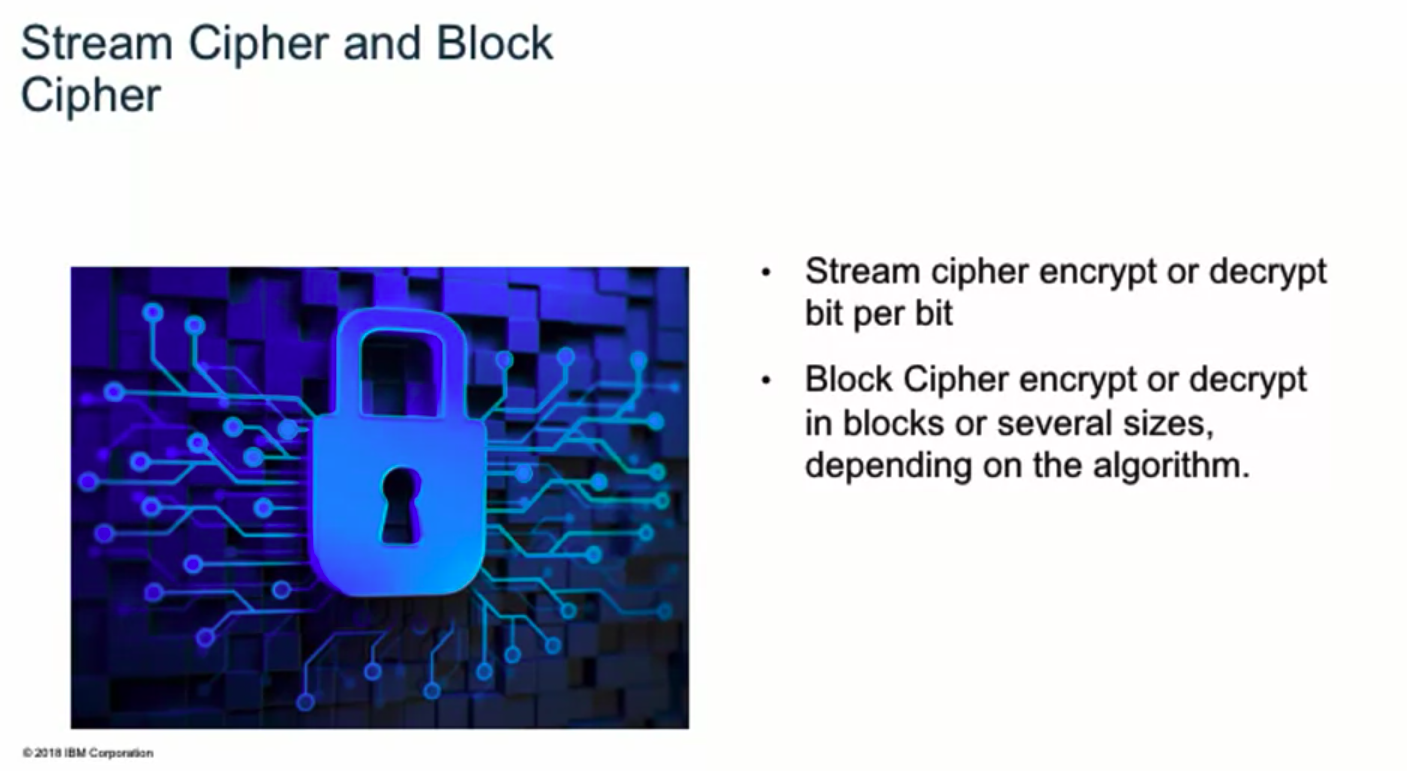 Stream Cipher and Block
Cipher
• Stream cipher encrypt or decrypt
bit per bit
• Block Cipher encrypt or decrypt
in blocks or several sizes,
depending on the algorithm.
© 2018 IBM Corporation